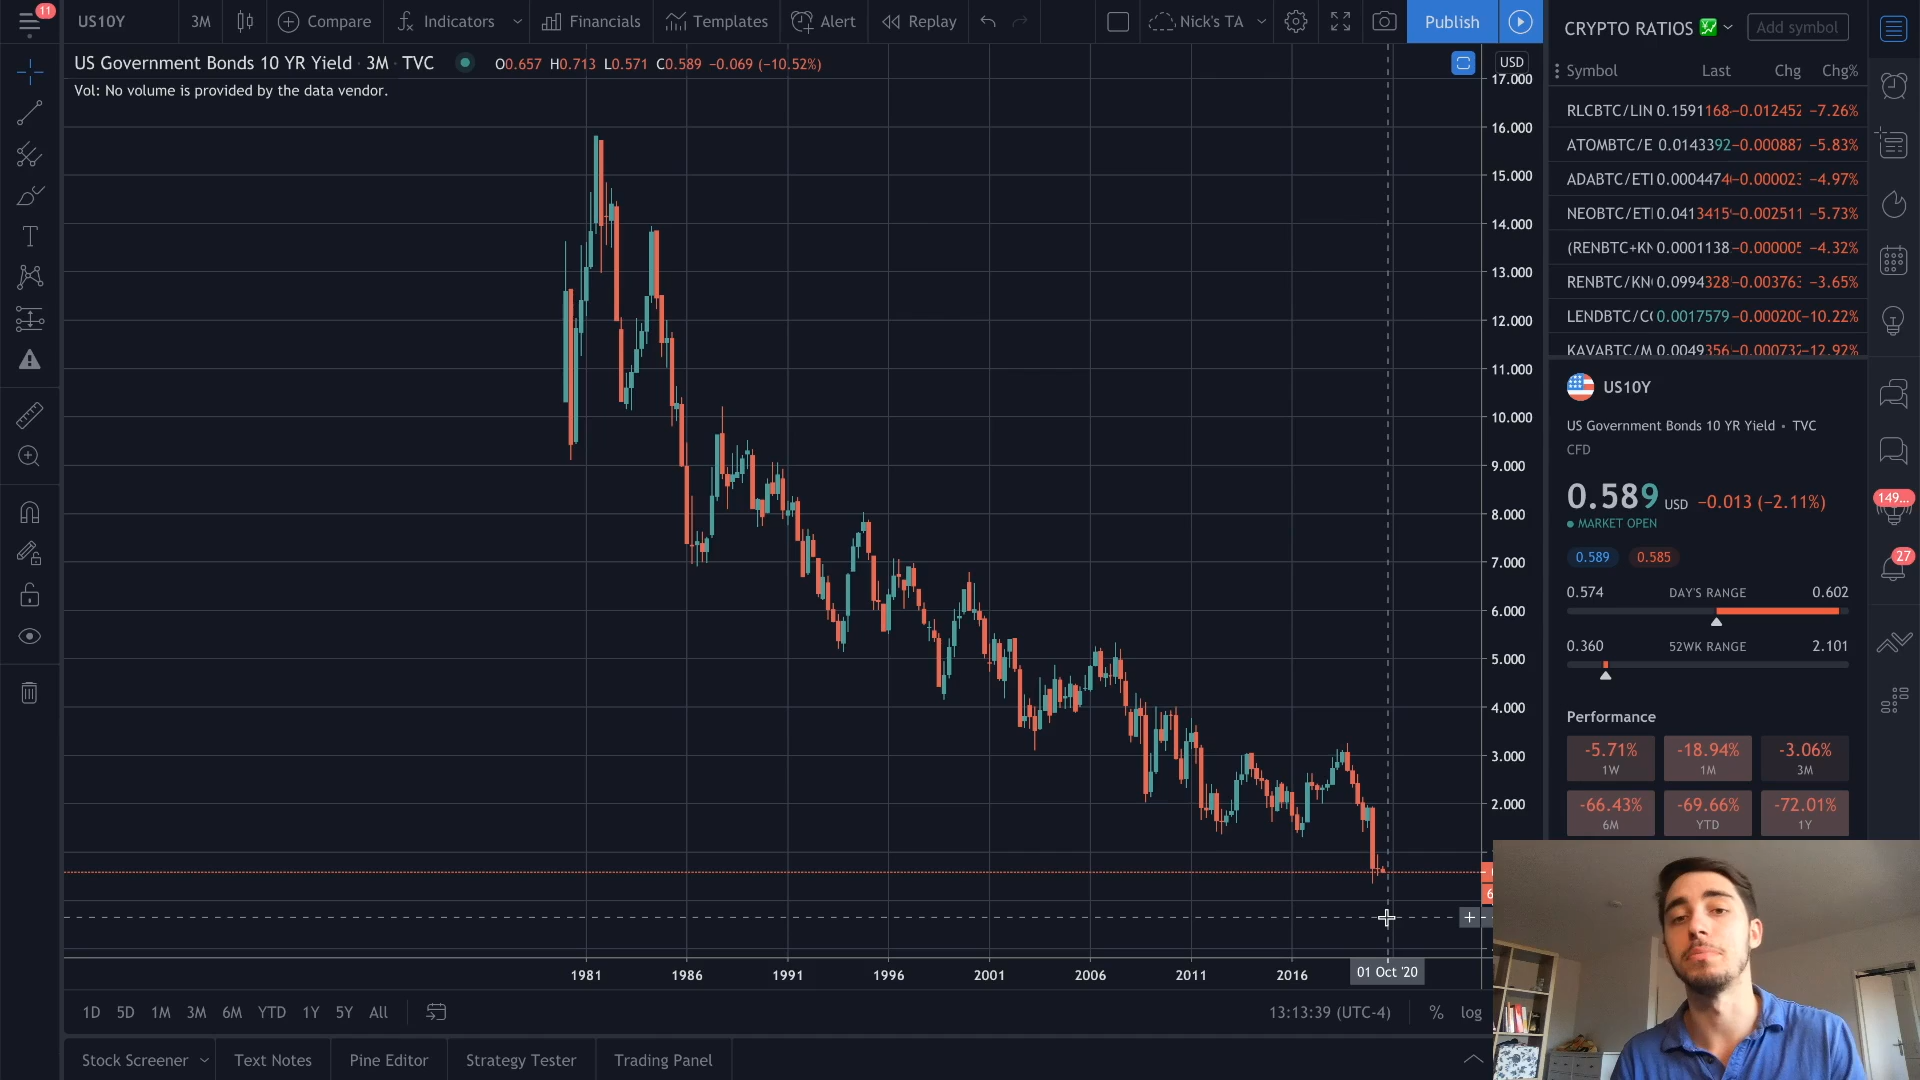 11
US10Y
3M
Compare
Indicators
Financials
Templates
Alert
Replay
Nick's TA
Publish
CRYPTO RATIOS
Add symbol
US Government Bonds 10 YR Yield · 3M · TVC
O0.657 H0.713 L0.571 C0.589 −0.069 (−10.52%)
Vol: No volume is provided by the data vendor.
USD
17.000
16.000
15.000
14.000
13.000
12.000
11.000
10.000
9.000
8.000
7.000
6.000
5.000
4.000
3.000
2.000
1981 1986 1991 1996 2001 2006 2011 2016 01 Oct '20
1D 5D 1M 3M 6M YTD 1Y 5Y All
13:13:39 (UTC-4) % log
Stock Screener Text Notes Pine Editor Strategy Tester Trading Panel
Symbol Last Chg Chg%
RLCBTC/LIN 0.1591168 −0.012452 −7.26%
ATOMBTC/E 0.0143392 −0.000887 −5.83%
ADABTC/ETI 0.0004474 −0.000023 −4.97%
NEOBTC/ETI 0.0413415 −0.002511 −5.73%
(RENBTC+KN 0.0001138 −0.000005 −4.32%
RENBTC/KN 0.0994328 −0.003763 −3.65%
LENDBTC/C 0.0017579 −0.000200 −10.22%
KAVABTC/M 0.0049356 −0.000732 −12.92%
US10Y
US Government Bonds 10 YR Yield • TVC
CFD
0.589 USD −0.013 (−2.11%)
MARKET OPEN
0.589 0.585
0.574 DAY'S RANGE 0.602
0.360 52WK RANGE 2.101
Performance
-5.71% -18.94% -3.06%
1W 1M 3M
-66.43% -69.66% -72.01%
6M YTD 1Y
149...
27